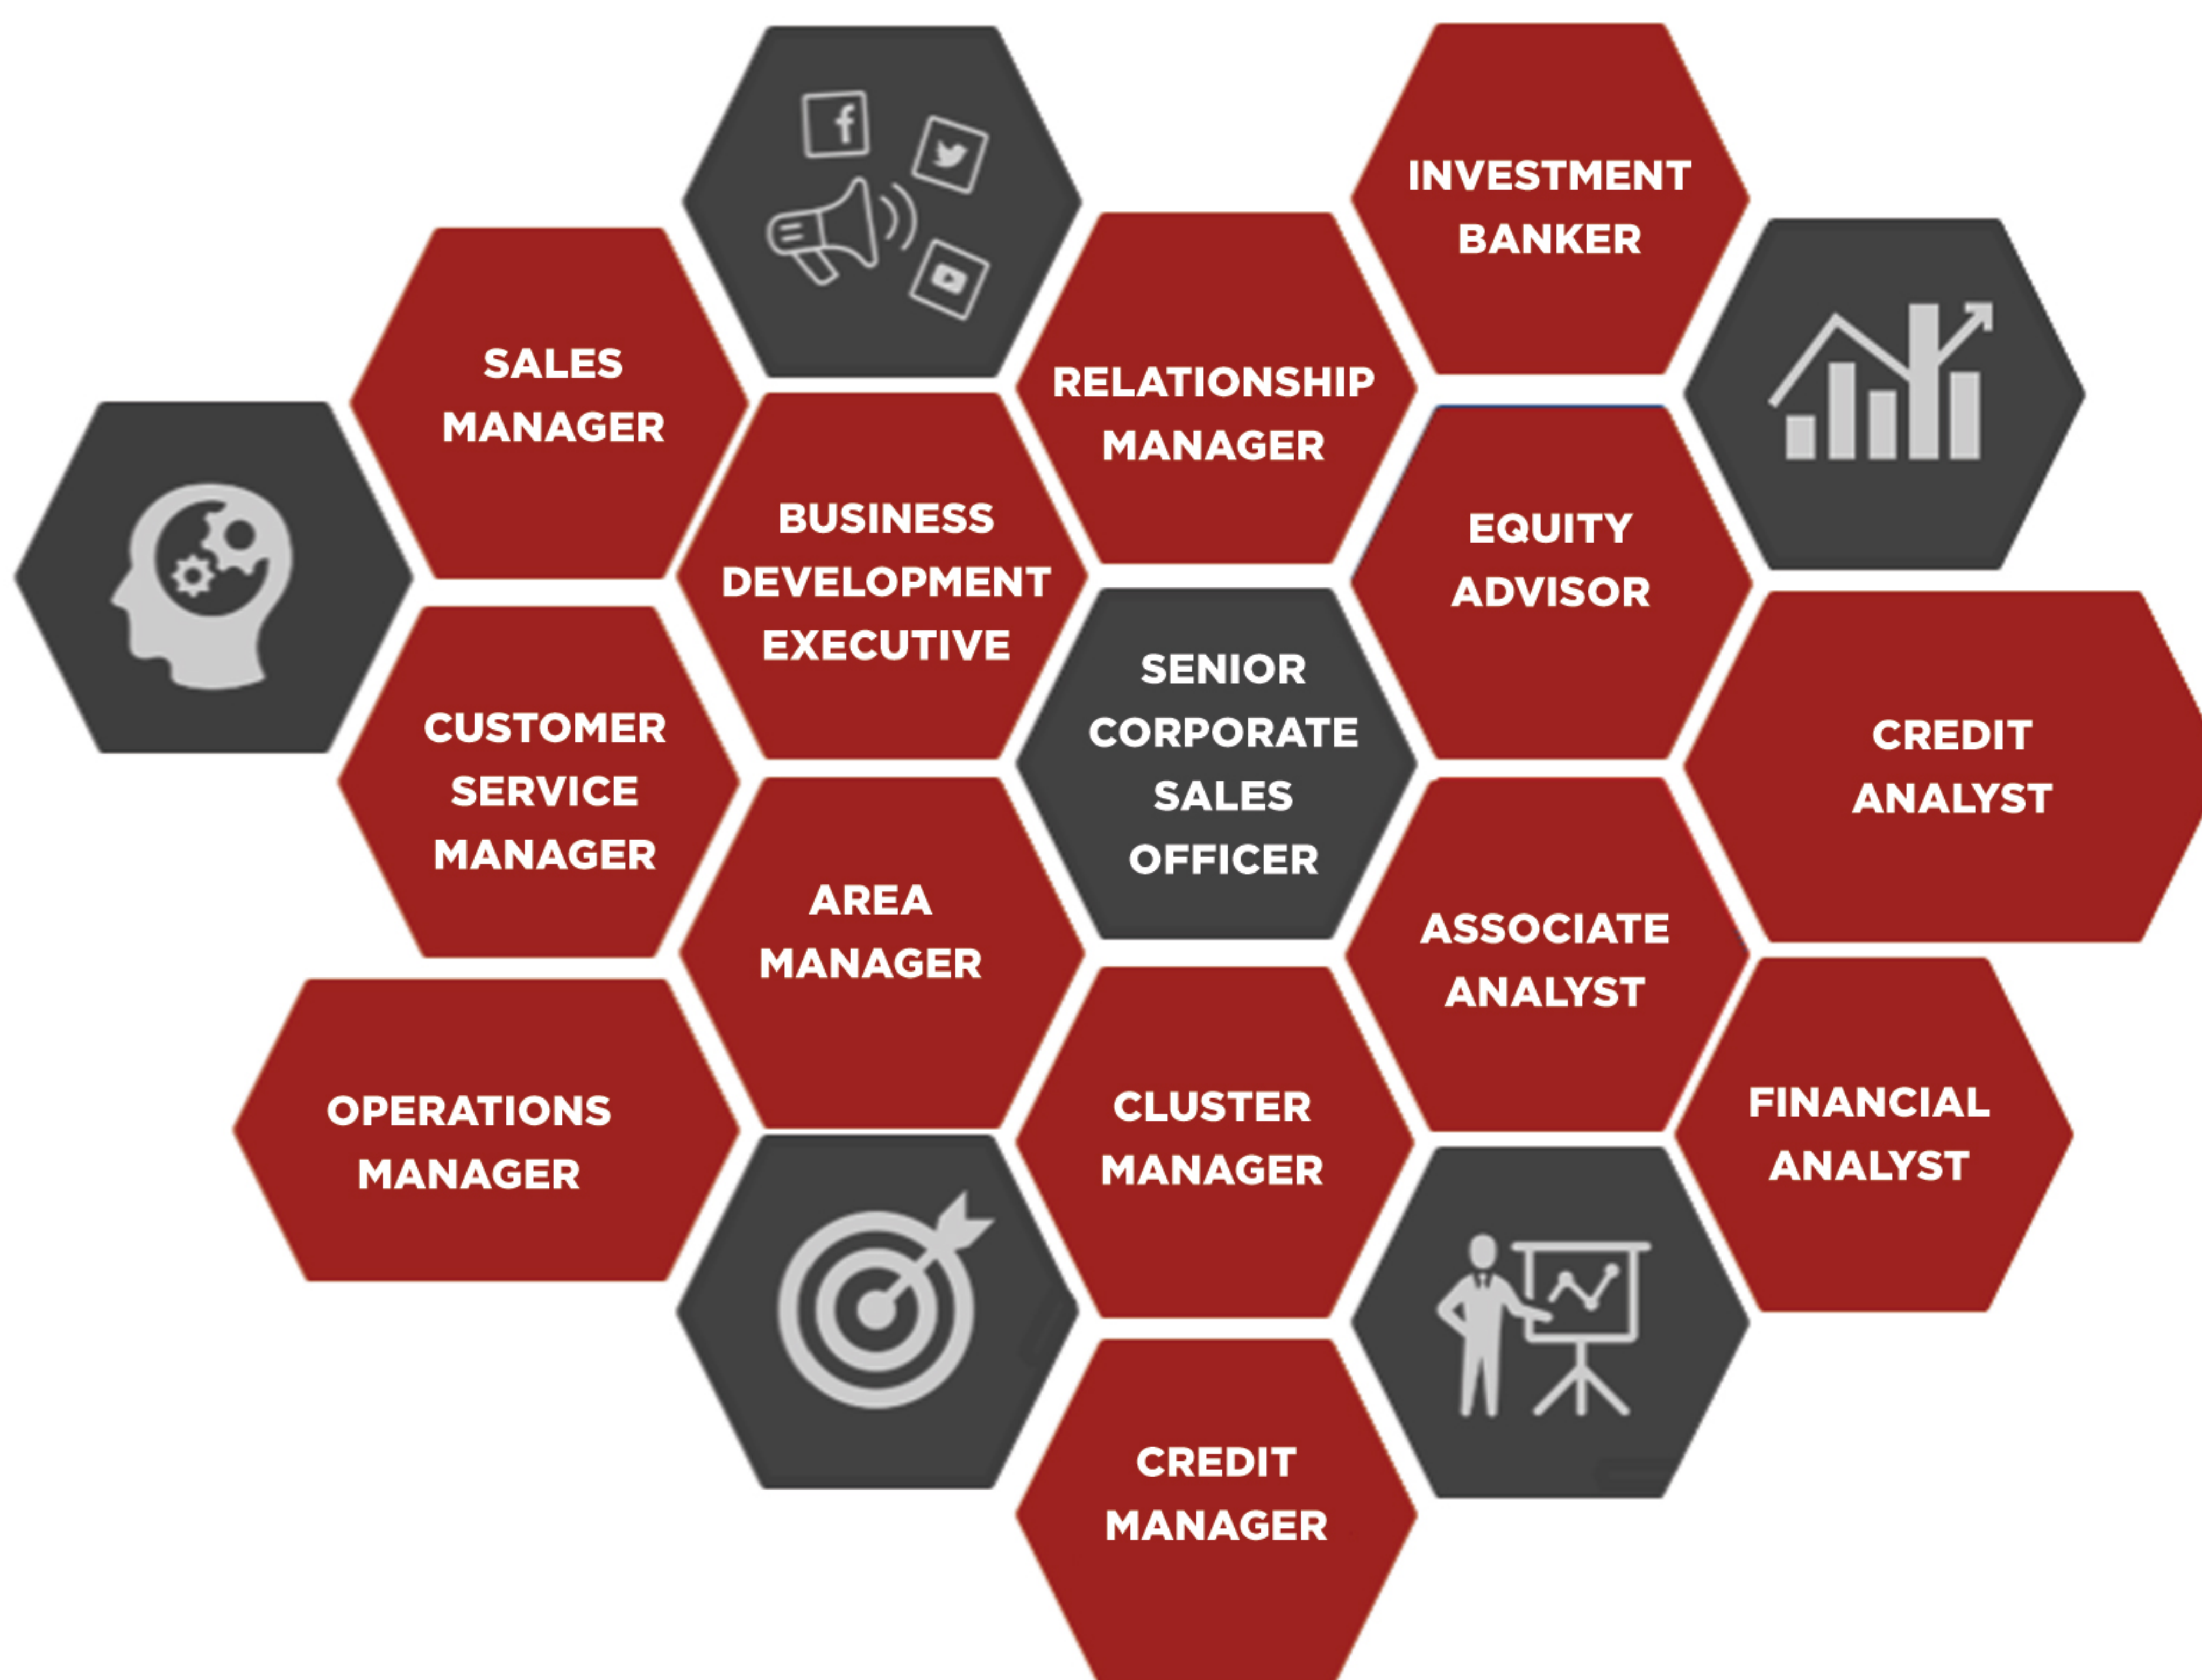 INVESTMENT
BANKER
SALES
MANAGER
RELATIONSHIP
MANAGER
BUSINESS
DEVELOPMENT
EXECUTIVE
EQUITY
ADVISOR
SENIOR
CORPORATE
SALES
OFFICER
CUSTOMER
SERVICE
MANAGER
CREDIT
ANALYST
AREA
MANAGER
ASSOCIATE
ANALYST
OPERATIONS
MANAGER
CLUSTER
MANAGER
FINANCIAL
ANALYST
CREDIT
MANAGER